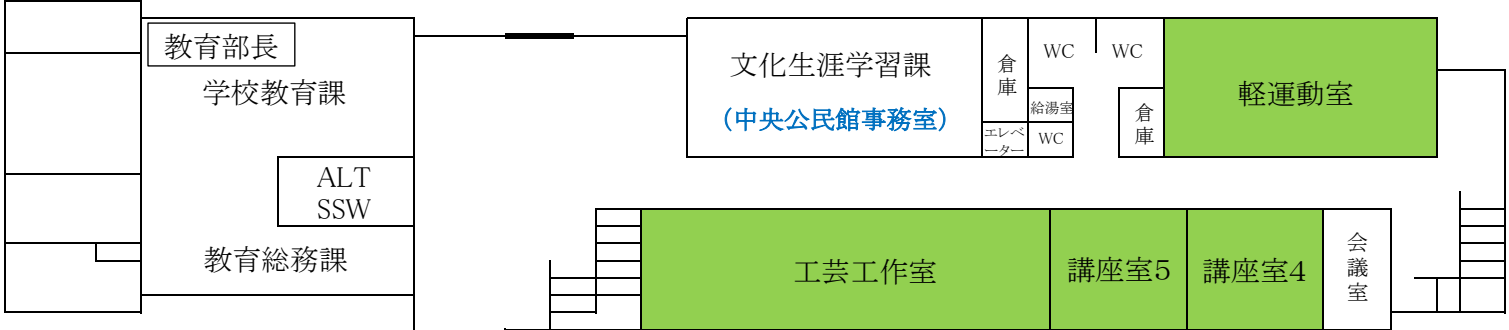 教育部長
学校教育課
ALT
SSW
教育総務課
文化生涯学習課
（中央公民館事務室）
倉庫
エレベーター
WC
給湯室
WC
WC
倉庫
軽運動室
工芸工作室
講座室5
講座室4
会議室